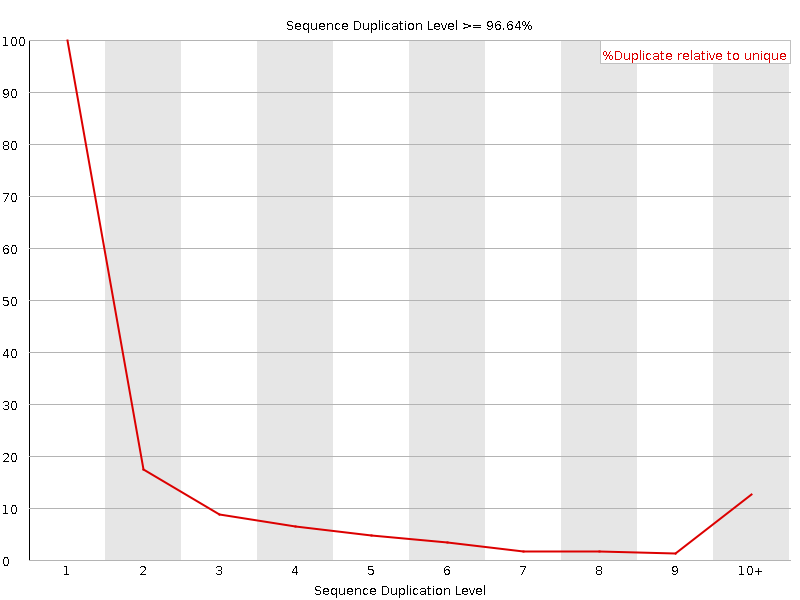 Sequence Duplication Level >= 96.64%
%Duplicate relative to unique
100
90
80
70
60
50
40
30
20
10
0
1 2 3 4 5 6 7 8 9 10+
Sequence Duplication Level